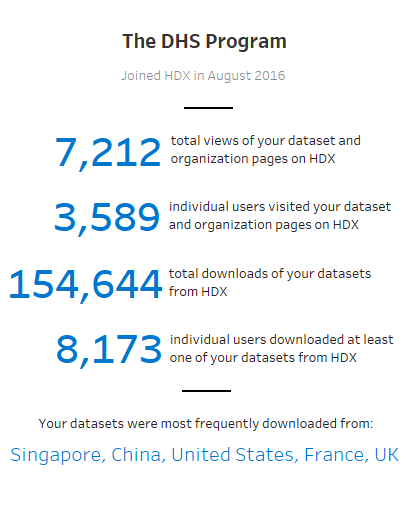 The DHS Program
Joined HDX in August 2016
7,212
total views of your dataset and
organization pages on HDX
3,589
individual users visited your dataset
and organization pages on HDX
154,644
total downloads of your datasets
from HDX
8,173
individual users downloaded at least
one of your datasets from HDX
Your datasets were most frequently downloaded from:
Singapore, China, United States, France, UK